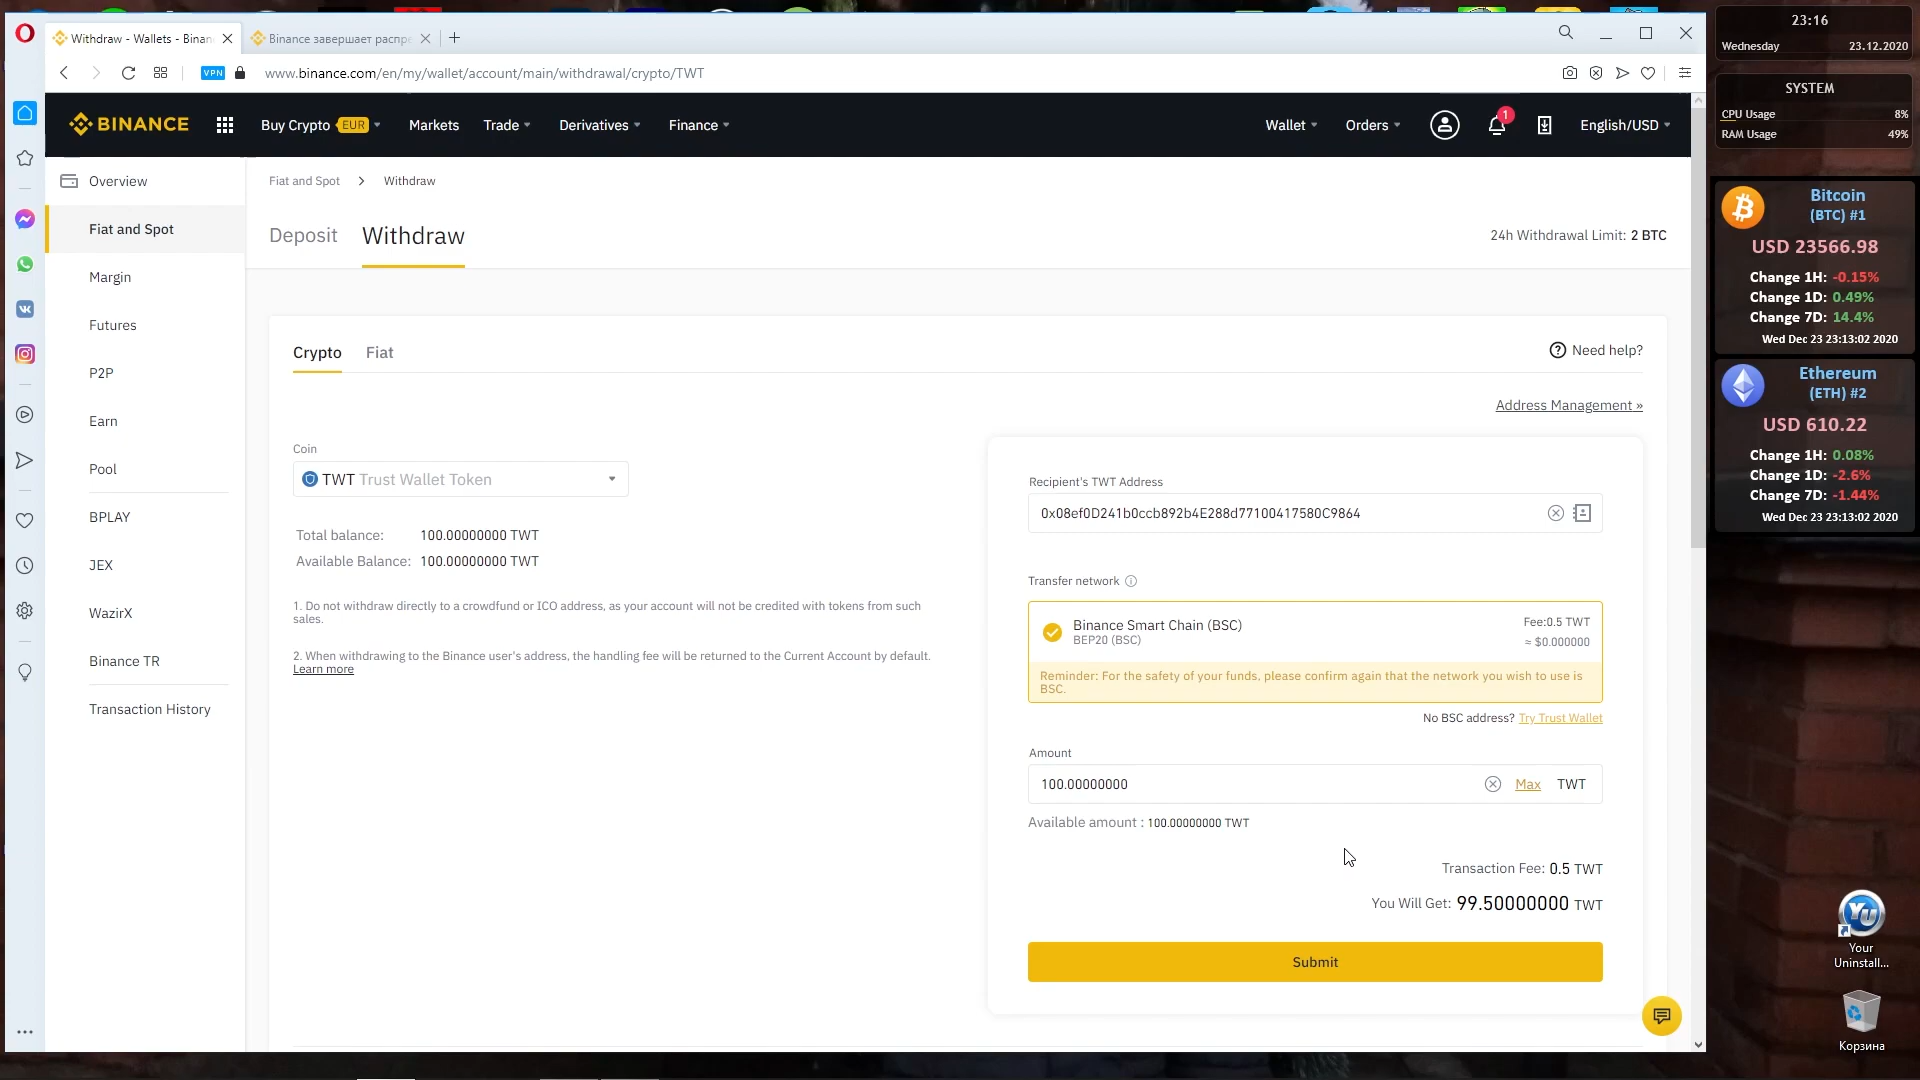 Withdraw - Wallets - Binan
Binance завершает распре
VPN
www.binance.com/en/my/wallet/account/main/withdrawal/crypto/TWT
BINANCE
Buy Crypto EUR
Markets
Trade
Derivatives
Finance
Wallet
Orders
1
English/USD
Overview
Fiat and Spot
Margin
Futures
P2P
Earn
Pool
BPLAY
JEX
WazirX
Binance TR
Transaction History
Fiat and Spot > Withdraw
Deposit
Withdraw
24h Withdrawal Limit: 2 BTC
Crypto
Fiat
Need help?
Address Management »
Coin
TWT Trust Wallet Token
Total balance: 100.00000000 TWT
Available Balance: 100.00000000 TWT
1. Do not withdraw directly to a crowdfund or ICO address, as your account will not be credited with tokens from such
sales.
2. When withdrawing to the Binance user's address, the handling fee will be returned to the Current Account by default.
Learn more
Recipient's TWT Address
0x08ef0D241b0ccb892b4E288d77100417580C9864
Transfer network
Binance Smart Chain (BSC)
BEP20 (BSC)
Fee:0.5 TWT
≈ $0.000000
Reminder: For the safety of your funds, please confirm again that the network you wish to use is
BSC.
No BSC address? Try Trust Wallet
Amount
100.00000000
Max
TWT
Available amount : 100.00000000 TWT
Transaction Fee: 0.5 TWT
You Will Get: 99.50000000 TWT
Submit
23:16
Wednesday 23.12.2020
SYSTEM
CPU Usage 8%
RAM Usage 49%
Bitcoin
(BTC) #1
USD 23566.98
Change 1H: -0.15%
Change 1D: 0.49%
Change 7D: 14.4%
Wed Dec 23 23:13:02 2020
Ethereum
(ETH) #2
USD 610.22
Change 1H: 0.08%
Change 1D: -2.6%
Change 7D: -1.44%
Wed Dec 23 23:13:02 2020
YU
Your
Uninstall...
Корзина